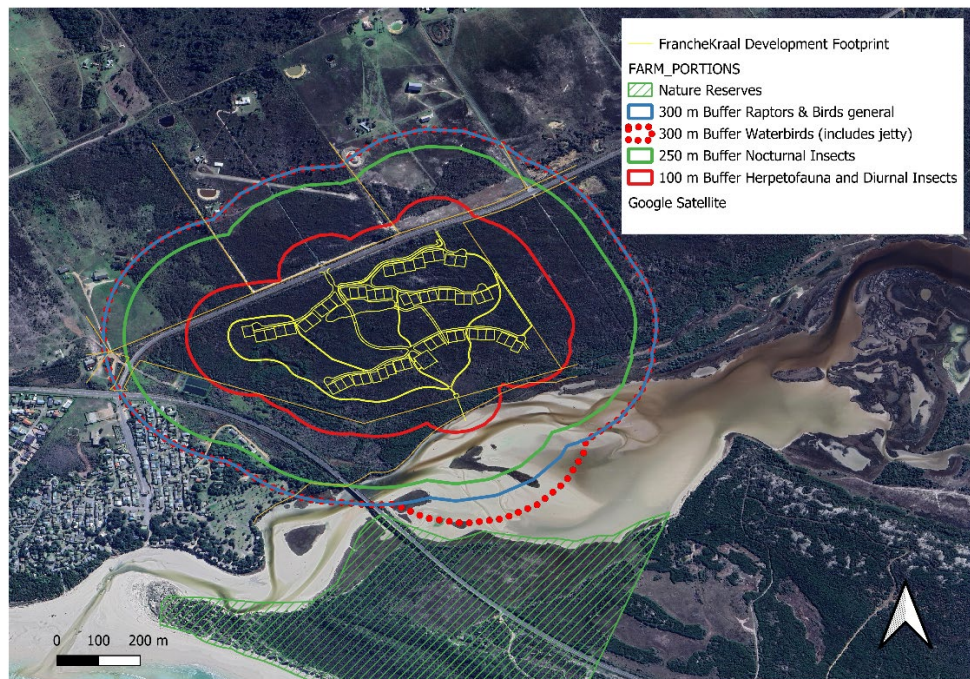 FrancheKraal Development Footprint
FARM_PORTIONS
Nature Reserves
300 m Buffer Raptors & Birds general
300 m Buffer Waterbirds (includes jetty)
250 m Buffer Nocturnal Insects
100 m Buffer Herpetofauna and Diurnal Insects
Google Satellite
0 100 200 m